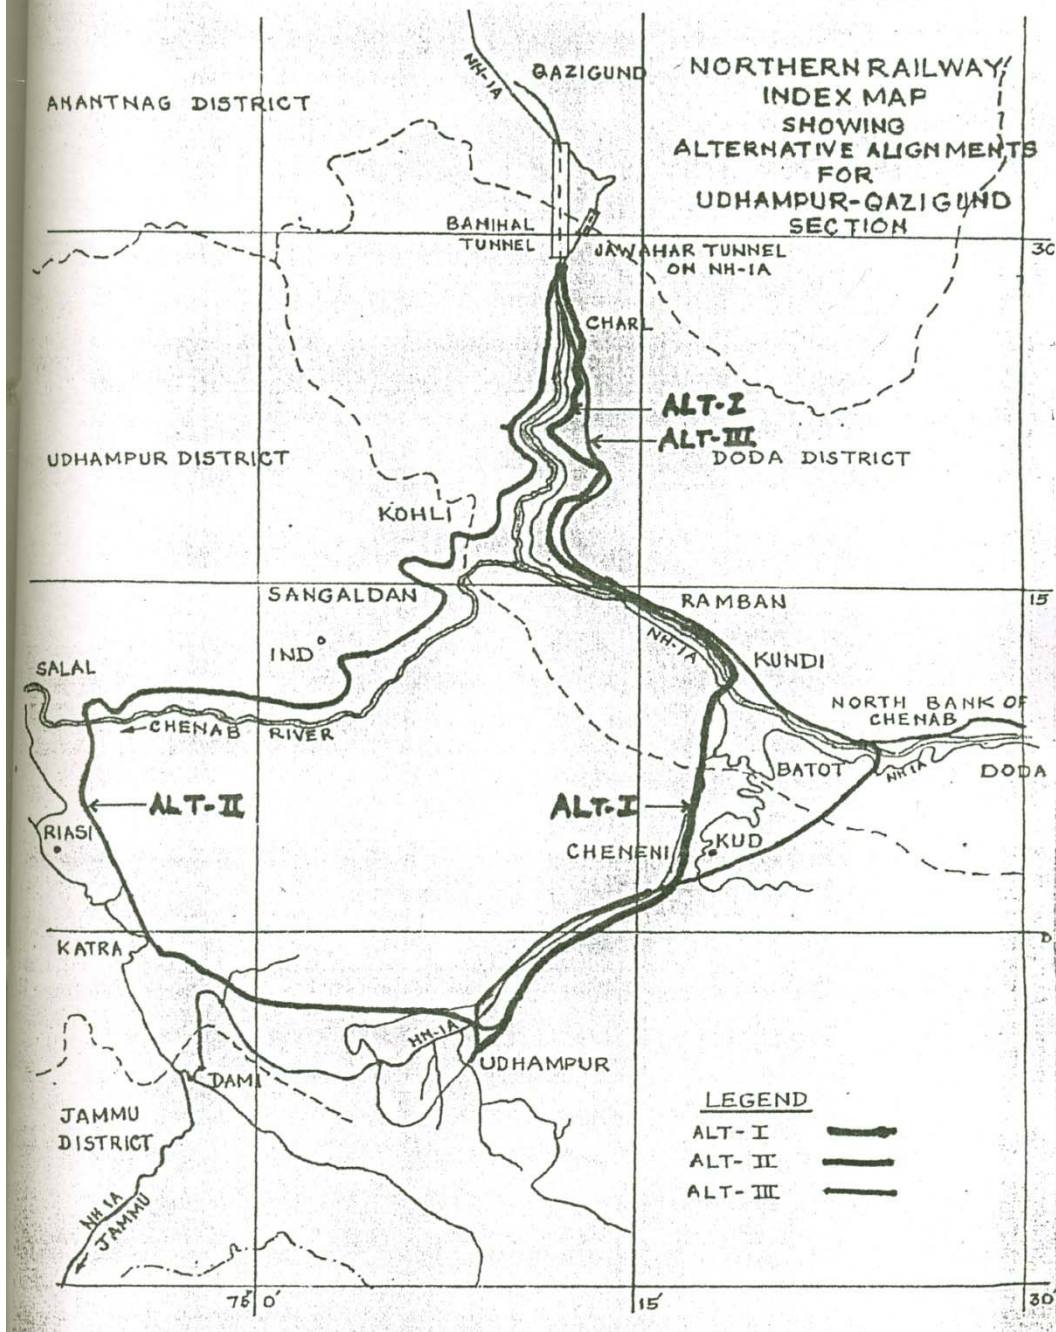 NORTHERN RAILWAY
INDEX MAP
SHOWING
ALTERNATIVE ALIGNMENTS
FOR
UDHAMPUR-QAZIGUND
SECTION
NH-1A
QAZIGUND
ANANTNAG DISTRICT
BANIHAL
TUNNEL
JAWAHAR TUNNEL
ON NH-1A
30
CHARL
ALT-I
ALT-III
UDHAMPUR DISTRICT
DODA DISTRICT
KOHLI
SANGALDAN
RAMBAN
15'
NH-1A
IND
KUNDI
SALAL
NORTH BANK OF
CHENAB
CHENAB RIVER
BATOT
NH 1A
DODA
ALT-II
ALT-I
RIASI
CHENENI
KUD
KATRA
HN-1A
UDHAMPUR
DAMI
JAMMU
DISTRICT
LEGEND
ALT-I
ALT-II
ALT-III
NH 1A
JAMMU
75 0'
15'
30'